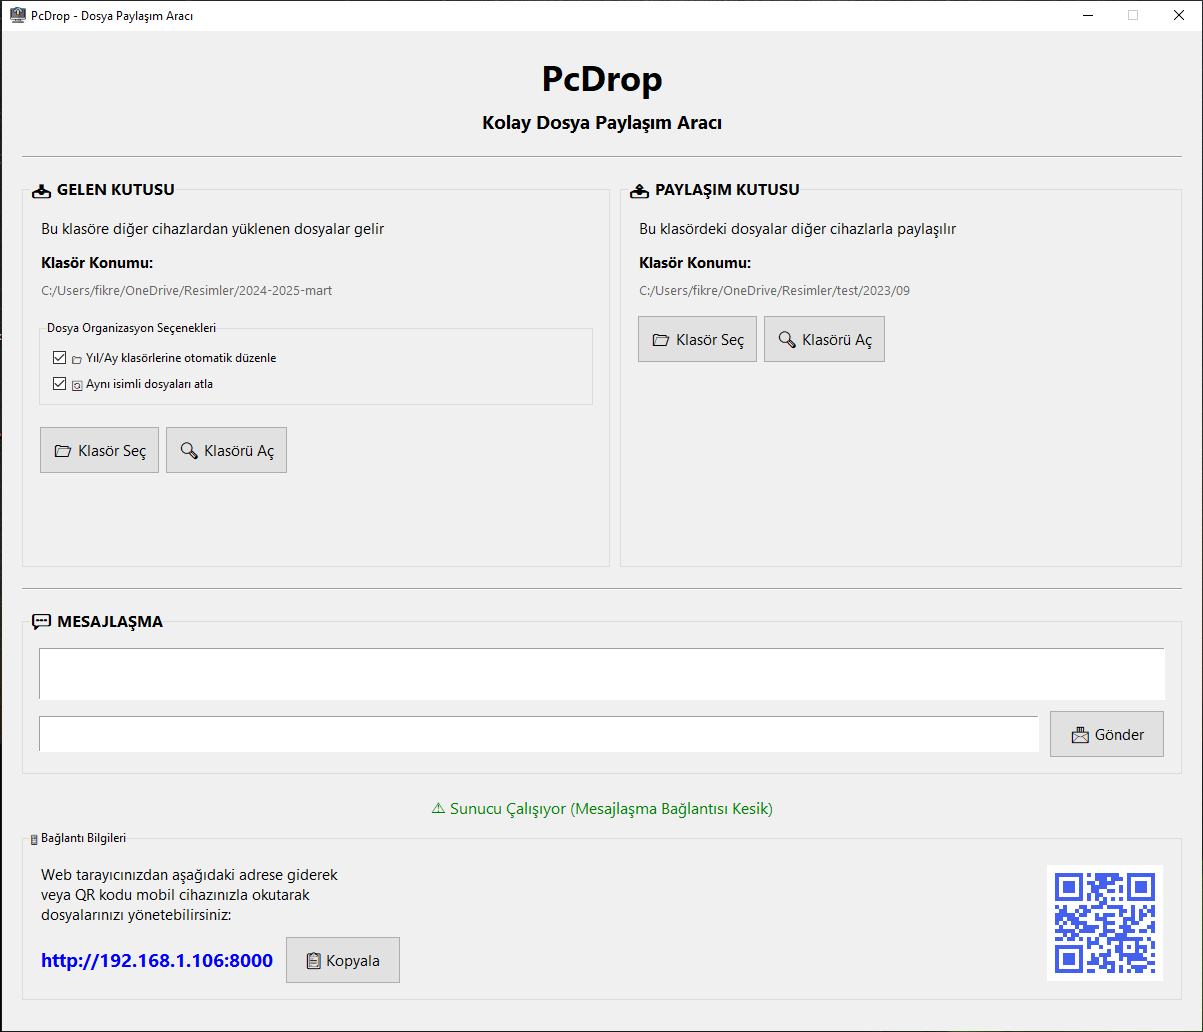 PcDrop - Dosya Paylaşım Aracı
PcDrop
Kolay Dosya Paylaşım Aracı
GELEN KUTUSU
Bu klasöre diğer cihazlardan yüklenen dosyalar gelir
Klasör Konumu:
C:/Users/fikre/OneDrive/Resimler/2024-2025-mart
Dosya Organizasyon Seçenekleri
Yıl/Ay klasörlerine otomatik düzenle
Aynı isimli dosyaları atla
Klasör Seç
Klasörü Aç
PAYLAŞIM KUTUSU
Bu klasördeki dosyalar diğer cihazlarla paylaşılır
Klasör Konumu:
C:/Users/fikre/OneDrive/Resimler/test/2023/09
Klasör Seç
Klasörü Aç
MESAJLAŞMA
Gönder
⚠ Sunucu Çalışıyor (Mesajlaşma Bağlantısı Kesik)
Bağlantı Bilgileri
Web tarayıcınızdan aşağıdaki adrese giderek
veya QR kodu mobil cihazınızla okutarak
dosyalarınızı yönetebilirsiniz:
http://192.168.1.106:8000
Kopyala